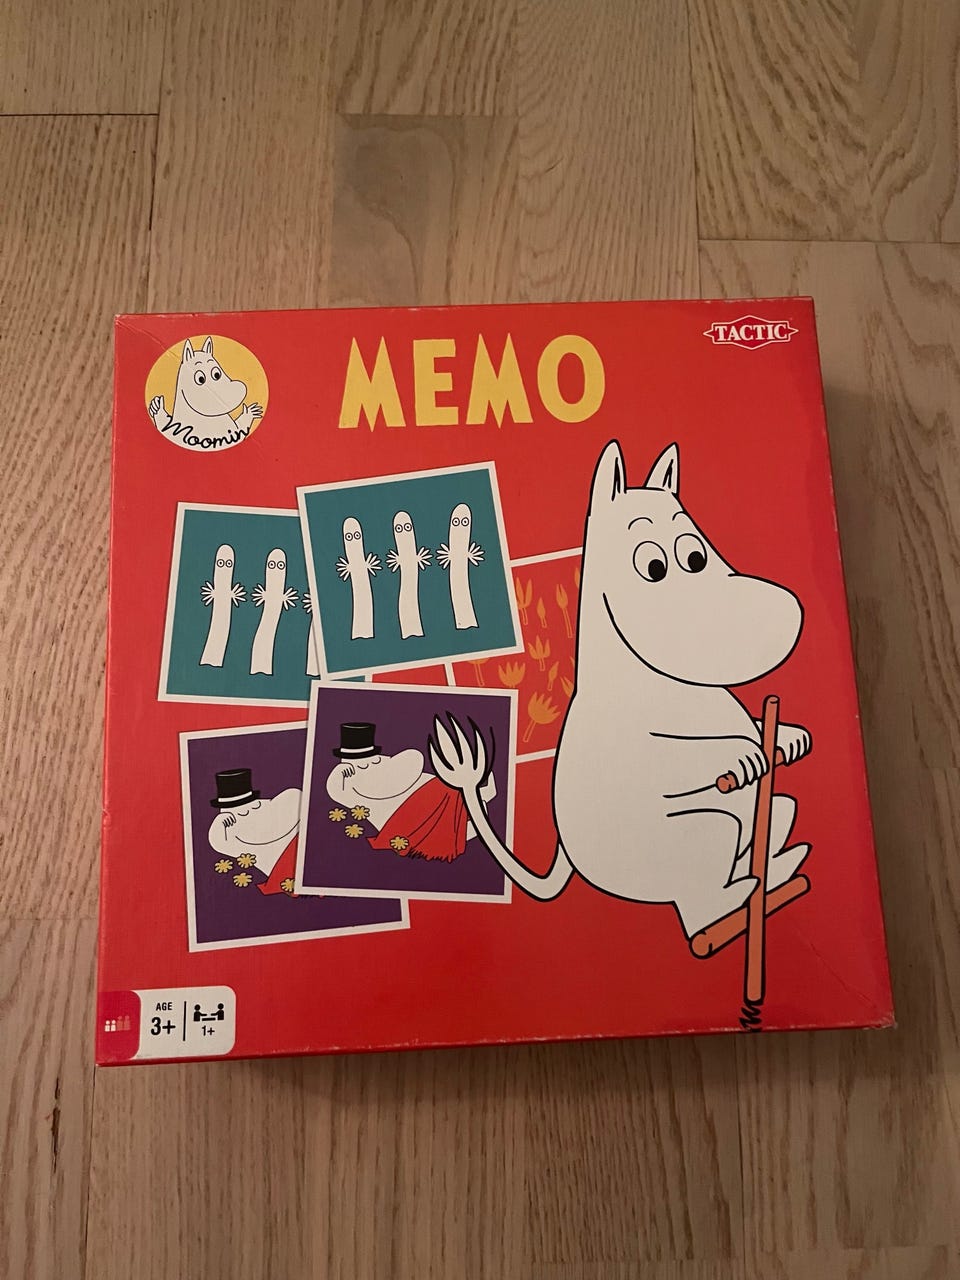 MEMO
TACTIC
Moomin
AGE
3+
1+